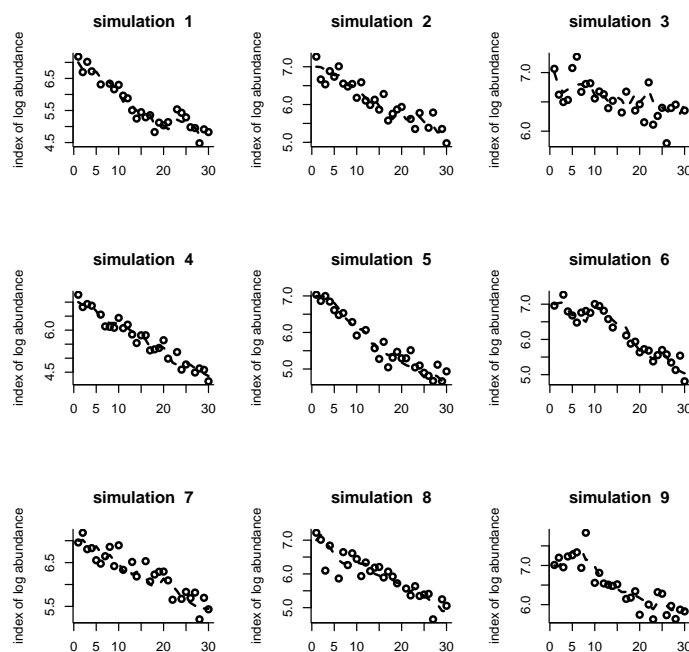 simulation 1
simulation 2
simulation 3
index of log abundance
4.5 5.5 6.5
0 5 10 20 30
index of log abundance
5.0 6.0 7.0
0 5 10 20 30
index of log abundance
6.0 7.0
0 5 10 20 30
simulation 4
simulation 5
simulation 6
index of log abundance
4.5 6.0
0 5 10 20 30
index of log abundance
5.0 6.0 7.0
0 5 10 20 30
index of log abundance
5.0 6.0 7.0
0 5 10 20 30
simulation 7
simulation 8
simulation 9
index of log abundance
5.5 6.5
0 5 10 20 30
index of log abundance
5.0 6.0 7.0
0 5 10 20 30
index of log abundance
6.0 7.0
0 5 10 20 30